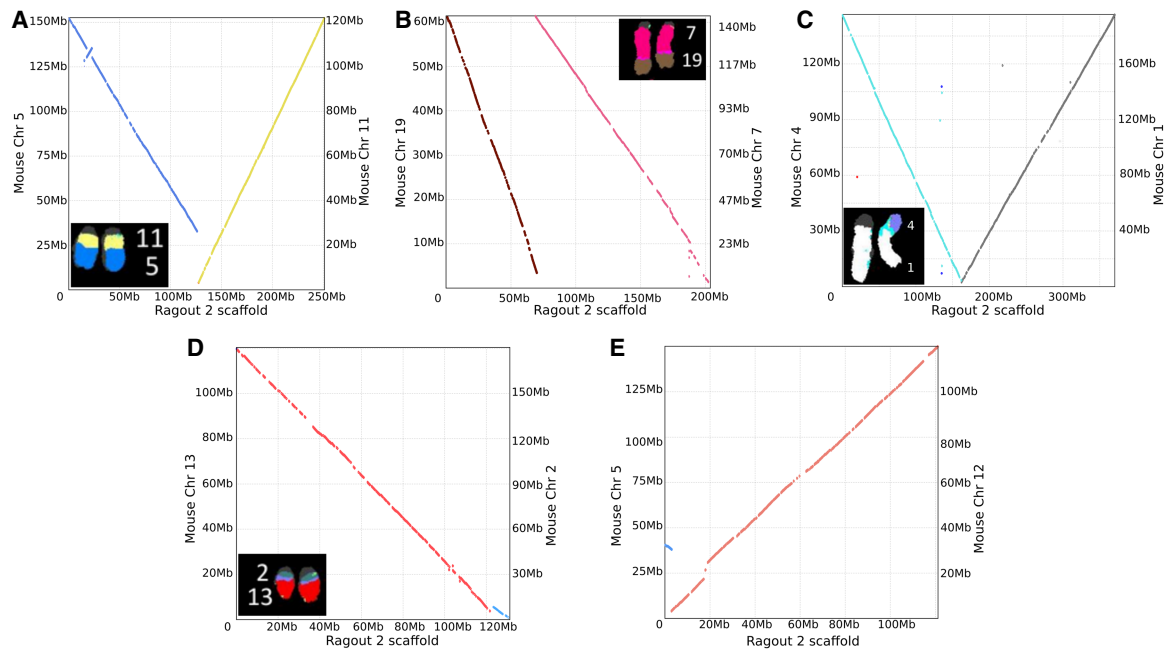 A
150Mb
125Mb
100Mb
75Mb
50Mb
25Mb
0
50Mb
100Mb
150Mb
200Mb
250Mb
120Mb
100Mb
80Mb
60Mb
40Mb
20Mb
Mouse Chr 5
Mouse Chr 11
Ragout 2 scaffold
11
5
B
60Mb
50Mb
40Mb
30Mb
20Mb
10Mb
0
50Mb
100Mb
150Mb
200Mb
140Mb
117Mb
93Mb
70Mb
47Mb
23Mb
Mouse Chr 19
Mouse Chr 7
Ragout 2 scaffold
7
19
C
120Mb
90Mb
60Mb
30Mb
0
100Mb
200Mb
300Mb
160Mb
120Mb
80Mb
40Mb
Mouse Chr 4
Mouse Chr 1
Ragout 2 scaffold
4
1
D
100Mb
80Mb
60Mb
40Mb
20Mb
0
20Mb
40Mb
60Mb
80Mb
100Mb
120Mb
150Mb
120Mb
90Mb
60Mb
30Mb
Mouse Chr 13
Mouse Chr 2
Ragout 2 scaffold
2
13
E
125Mb
100Mb
75Mb
50Mb
25Mb
0
20Mb
40Mb
60Mb
80Mb
100Mb
100Mb
80Mb
60Mb
40Mb
20Mb
Mouse Chr 5
Mouse Chr 12
Ragout 2 scaffold